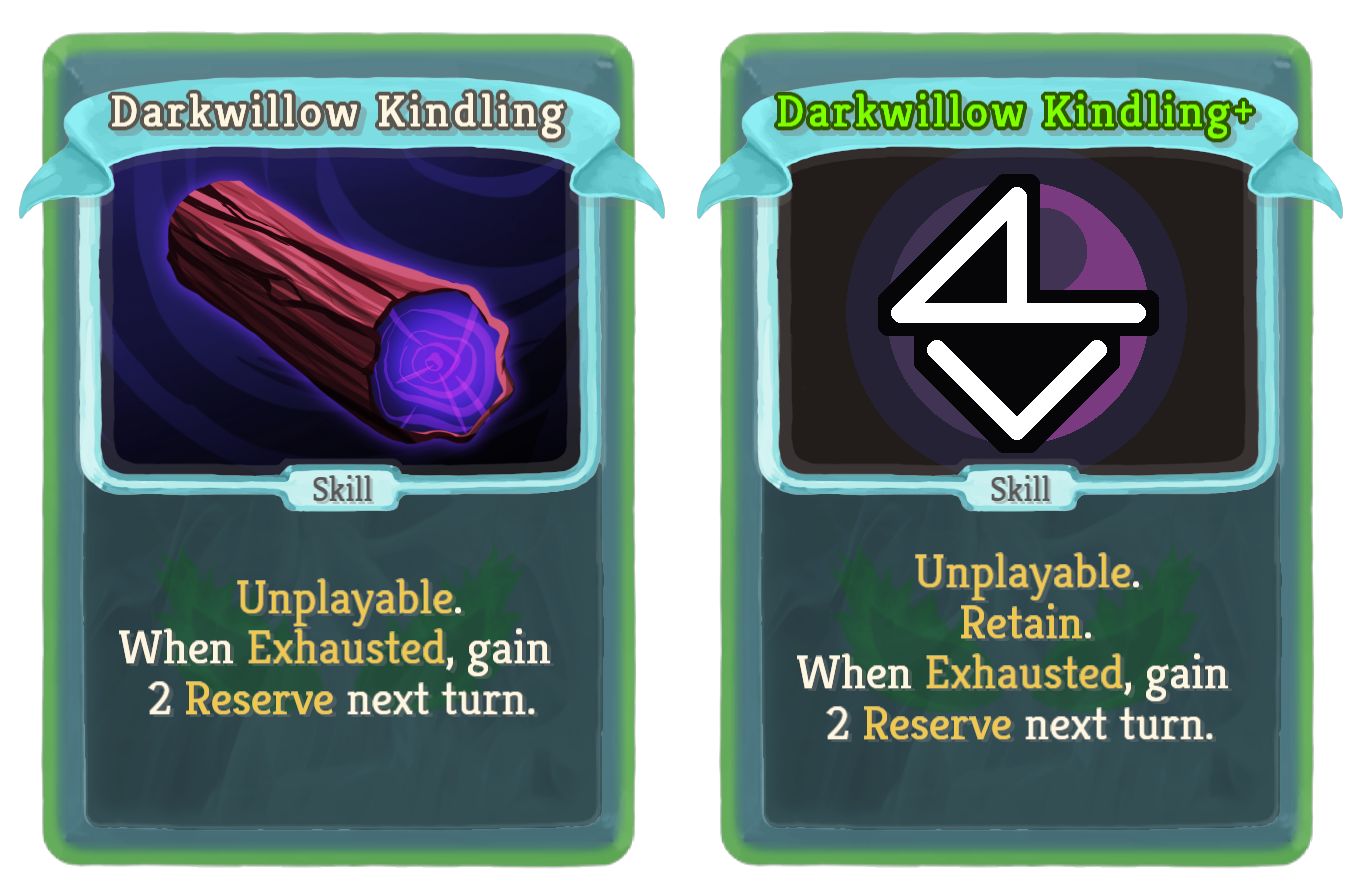 Darkwillow Kindling
Skill
Unplayable.
When Exhausted, gain
2 Reserve next turn.
Darkwillow Kindling+
Skill
Unplayable.
Retain.
When Exhausted, gain
2 Reserve next turn.